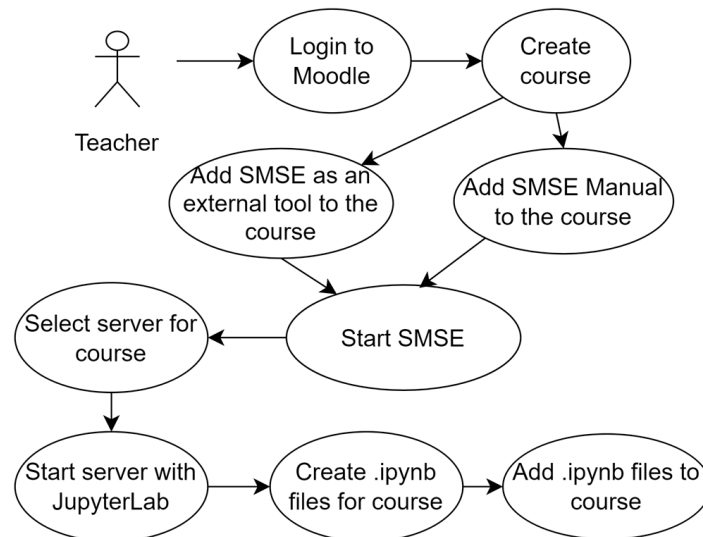 Login to
Moodle
Create
course
Teacher
Add SMSE as an
external tool to the
course
Add SMSE Manual
to the course
Start SMSE
Select server for
course
Start server with
JupyterLab
Create .ipynb
files for course
Add .ipynb files to
course